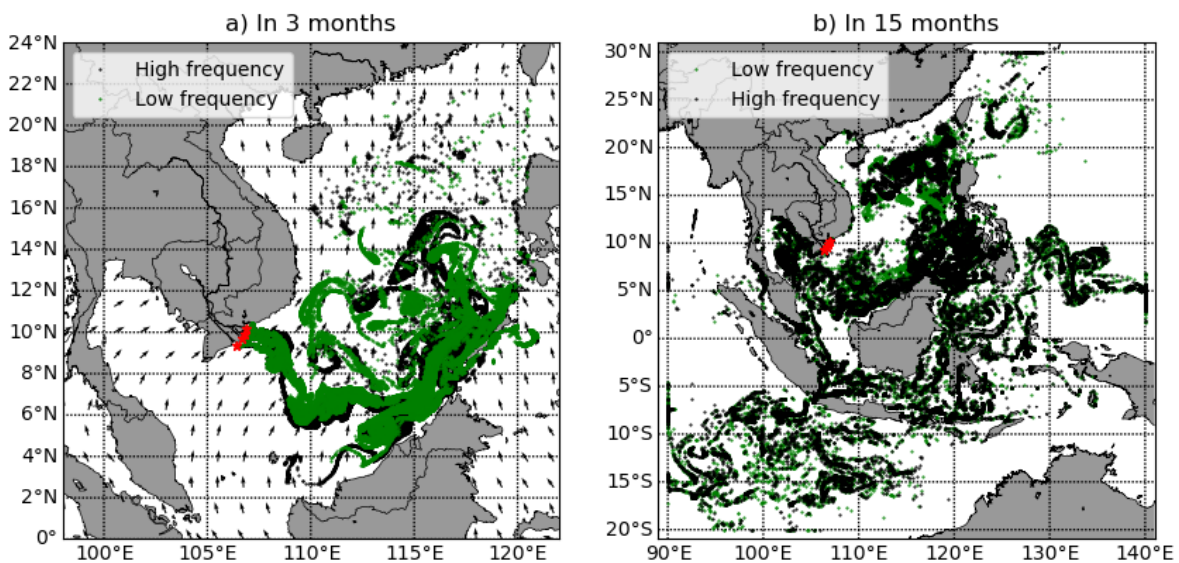 a) In 3 months
24°N
22°N
20°N
18°N
16°N
14°N
12°N
10°N
8°N
6°N
4°N
2°N
0°
High frequency
Low frequency
100°E
105°E
110°E
115°E
120°E
b) In 15 months
30°N
25°N
20°N
15°N
10°N
5°N
0°
5°S
10°S
15°S
20°S
Low frequency
High frequency
90°E
100°E
110°E
120°E
130°E
140°E